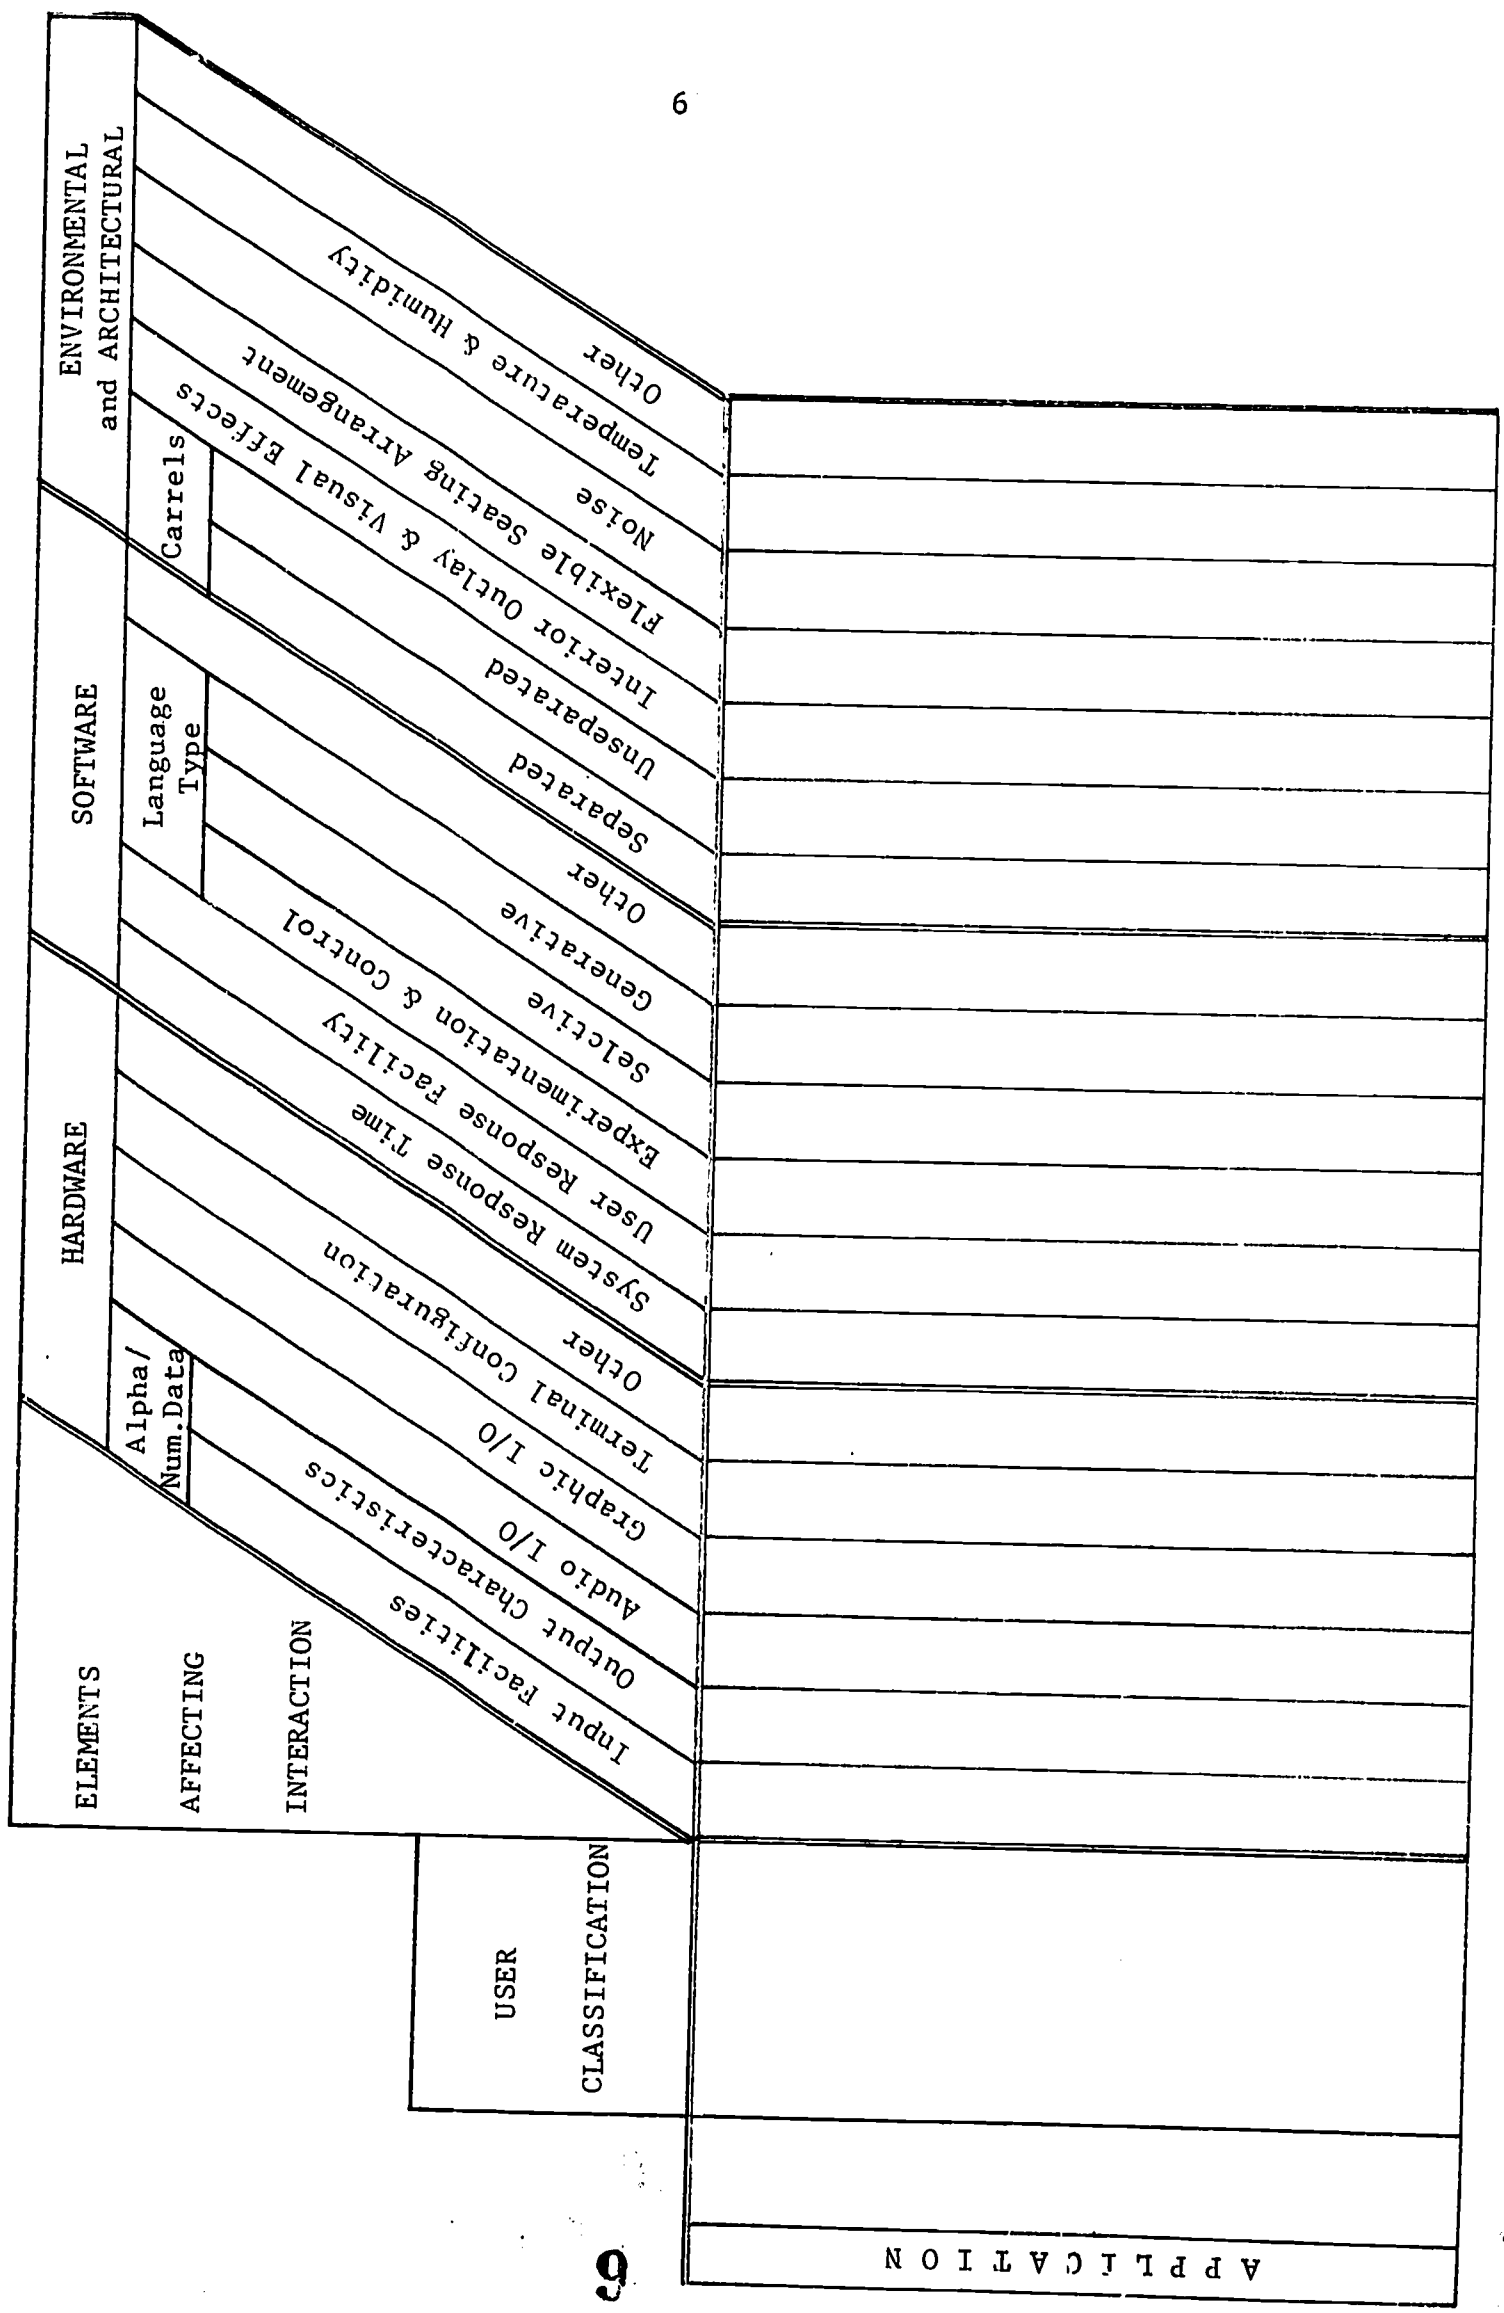 6
ELEMENTS
AFFECTING
INTERACTION
HARDWARE
SOFTWARE
ENVIRONMENTAL
and ARCHITECTURAL
Alpha/
Num.Data
Language
Type
Carrels
Input Facilities
Output Characteristics
Audio I/O
Graphic I/O
Terminal Configuration
Other
System Response Time
User Response Facility
Experimentation & Control
Selctive
Generative
Other
Separated
Unseparated
Interior Outlay & Visual Effects
Flexible Seating Arrangement
Noise
Temperature & Humidity
Other
USER
CLASSIFICATION
APPLICATION
9